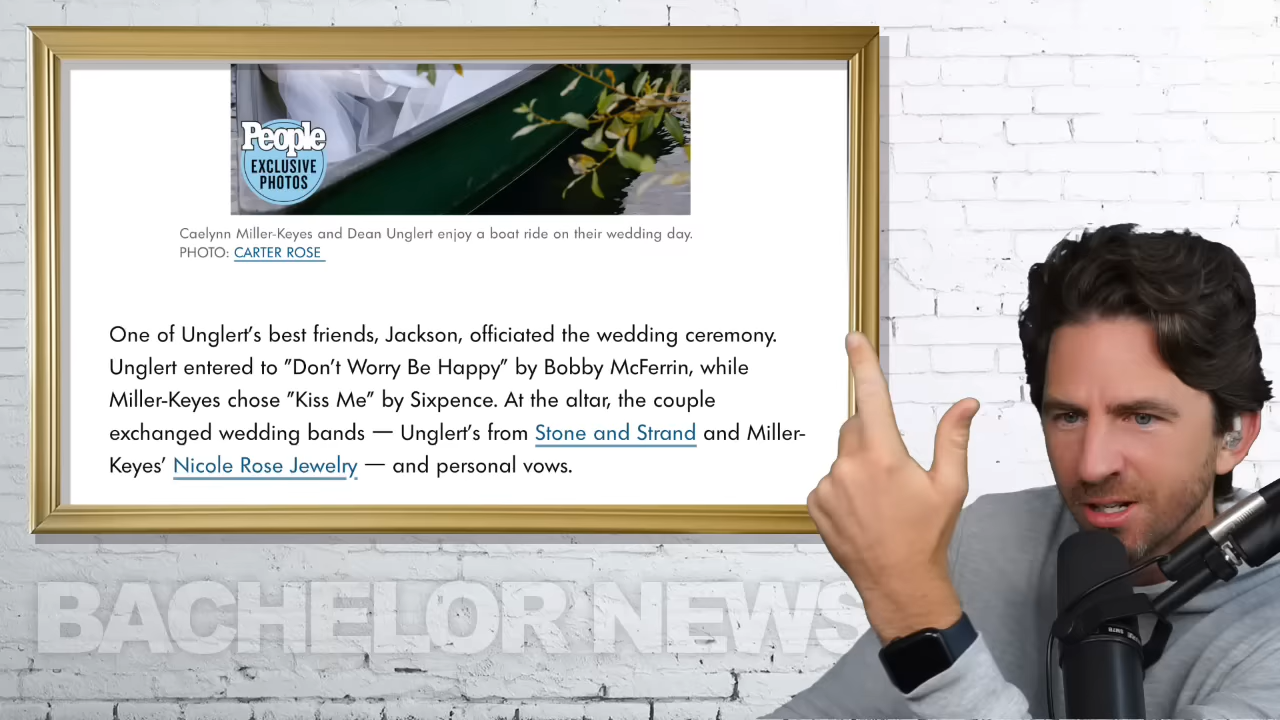 People
EXCLUSIVE
PHOTOS
Caelynn Miller-Keyes and Dean Unglert enjoy a boat ride on their wedding day.
PHOTO: CARTER ROSE
One of Unglert's best friends, Jackson, officiated the wedding ceremony.
Unglert entered to "Don't Worry Be Happy" by Bobby McFerrin, while
Miller-Keyes chose "Kiss Me" by Sixpence. At the altar, the couple
exchanged wedding bands — Unglert's from Stone and Strand and Miller-
Keyes' Nicole Rose Jewelry — and personal vows.
BACHELOR NEWS